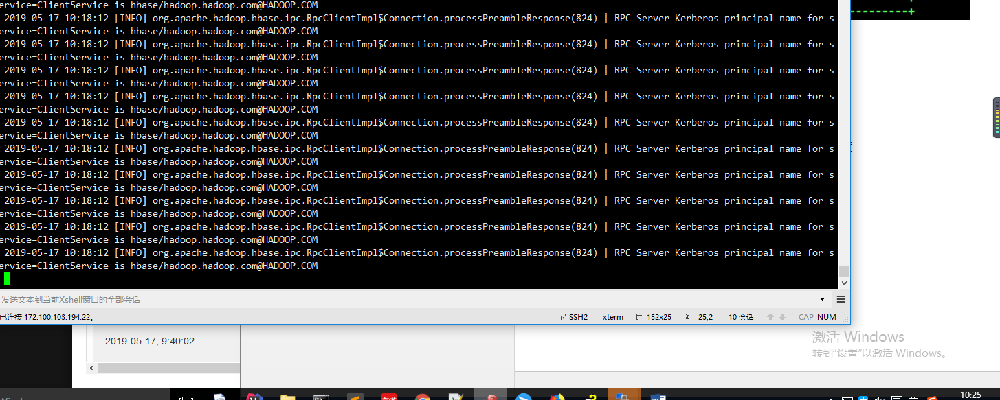 ervice=ClientService is hbase/hadoop.hadoop.com@HADOOP.COM
2019-05-17 10:18:12 [INFO] org.apache.hadoop.hbase.ipc.RpcClientImpl$Connection.processPreambleResponse(824) | RPC Server Kerberos principal name for s
ervice=ClientService is hbase/hadoop.hadoop.com@HADOOP.COM
2019-05-17 10:18:12 [INFO] org.apache.hadoop.hbase.ipc.RpcClientImpl$Connection.processPreambleResponse(824) | RPC Server Kerberos principal name for s
ervice=ClientService is hbase/hadoop.hadoop.com@HADOOP.COM
2019-05-17 10:18:12 [INFO] org.apache.hadoop.hbase.ipc.RpcClientImpl$Connection.processPreambleResponse(824) | RPC Server Kerberos principal name for s
ervice=ClientService is hbase/hadoop.hadoop.com@HADOOP.COM
2019-05-17 10:18:12 [INFO] org.apache.hadoop.hbase.ipc.RpcClientImpl$Connection.processPreambleResponse(824) | RPC Server Kerberos principal name for s
ervice=ClientService is hbase/hadoop.hadoop.com@HADOOP.COM
2019-05-17 10:18:12 [INFO] org.apache.hadoop.hbase.ipc.RpcClientImpl$Connection.processPreambleResponse(824) | RPC Server Kerberos principal name for s
ervice=ClientService is hbase/hadoop.hadoop.com@HADOOP.COM
2019-05-17 10:18:12 [INFO] org.apache.hadoop.hbase.ipc.RpcClientImpl$Connection.processPreambleResponse(824) | RPC Server Kerberos principal name for s
ervice=ClientService is hbase/hadoop.hadoop.com@HADOOP.COM
2019-05-17 10:18:12 [INFO] org.apache.hadoop.hbase.ipc.RpcClientImpl$Connection.processPreambleResponse(824) | RPC Server Kerberos principal name for s
ervice=ClientService is hbase/hadoop.hadoop.com@HADOOP.COM
2019-05-17 10:18:12 [INFO] org.apache.hadoop.hbase.ipc.RpcClientImpl$Connection.processPreambleResponse(824) | RPC Server Kerberos principal name for s
ervice=ClientService is hbase/hadoop.hadoop.com@HADOOP.COM
2019-05-17 10:18:12 [INFO] org.apache.hadoop.hbase.ipc.RpcClientImpl$Connection.processPreambleResponse(824) | RPC Server Kerberos principal name for s
ervice=ClientService is hbase/hadoop.hadoop.com@HADOOP.COM
2019-05-17 10:18:12 [INFO] org.apache.hadoop.hbase.ipc.RpcClientImpl$Connection.processPreambleResponse(824) | RPC Server Kerberos principal name for s
ervice=ClientService is hbase/hadoop.hadoop.com@HADOOP.COM
发送文本到当前Xshell窗口的全部会话
已连接 172.100.103.194:22。 SSH2 xterm 152x25 25,2 10 会话 CAP NUM
2019-05-17, 9:40:02
激活 Windows
转到"设置"以激活 Windows。
10:25